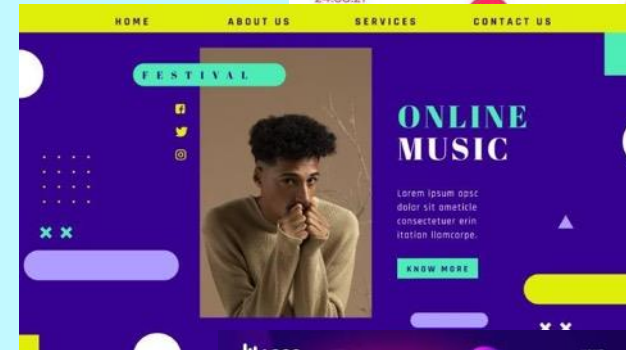 HOME ABOUT US SERVICES CONTACT US
FESTIVAL
ONLINE
MUSIC
Lorem ipsum opsc
dolor sit ameticle
consectetuer erin
itation llamcorpe.
KNOW MORE